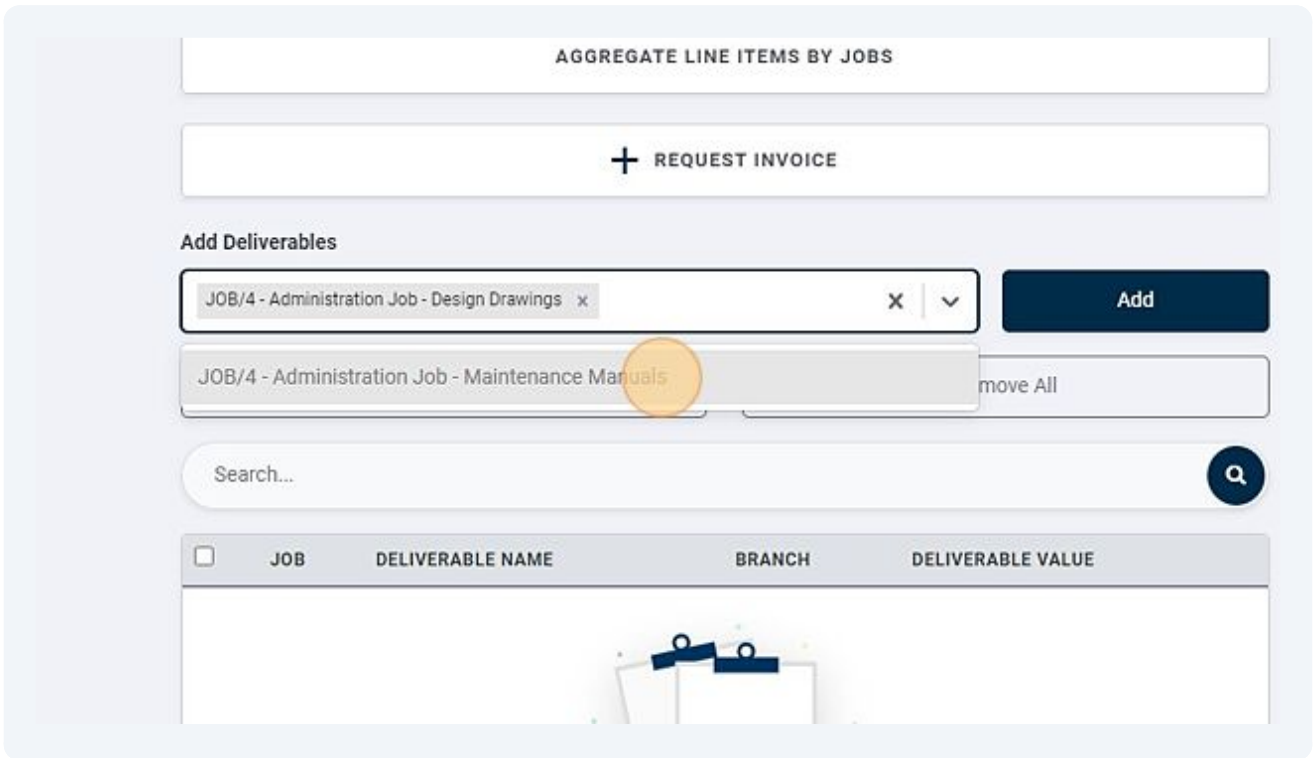 AGGREGATE LINE ITEMS BY JOBS
REQUEST INVOICE
Add Deliverables
JOB/4 - Administration Job - Design Drawings x
Add
JOB/4 - Administration Job - Maintenance Manuals -
move All
Search...
JOB DELIVERABLE NAME BRANCH DELIVERABLE VALUE